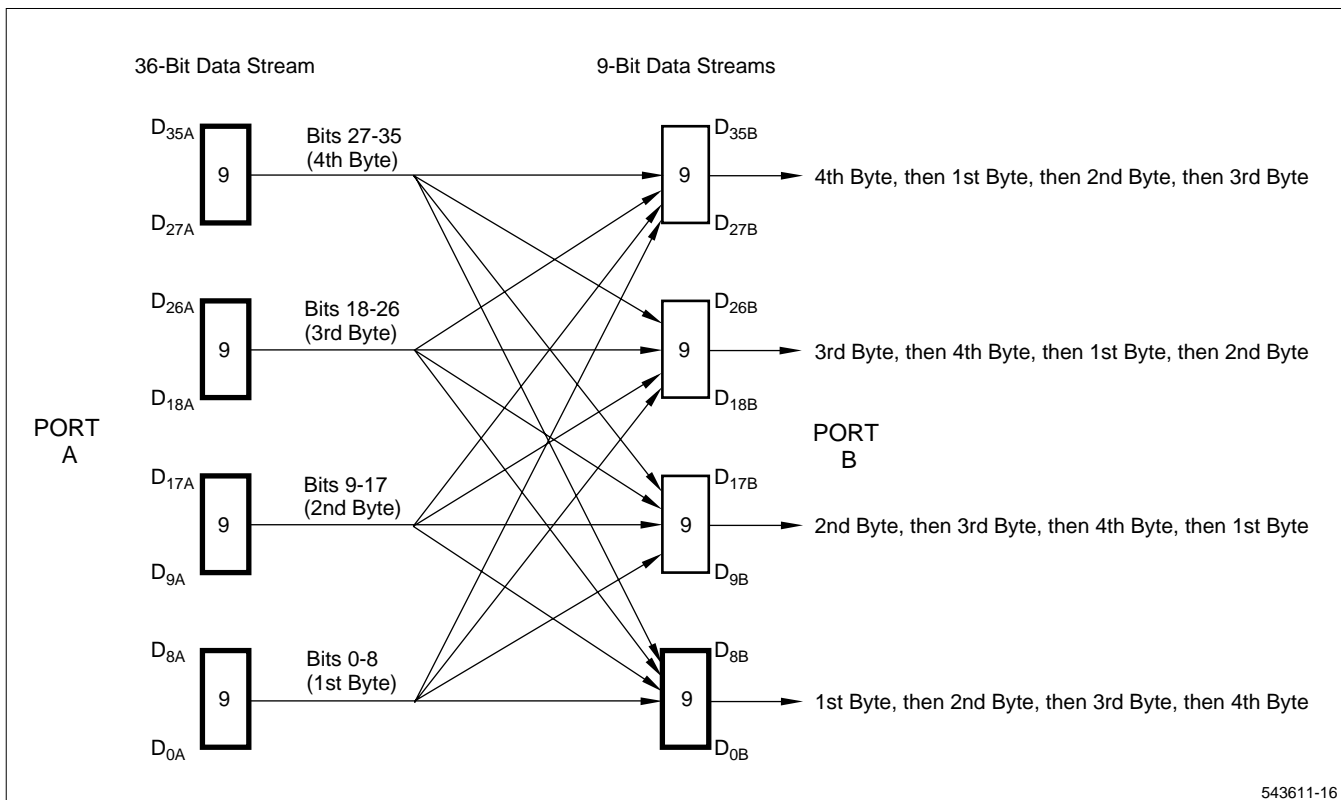 36-Bit Data Stream
9-Bit Data Streams
D35A
9
D27A
Bits 27-35
(4th Byte)
D35B
9
D27B
4th Byte, then 1st Byte, then 2nd Byte, then 3rd Byte
D26A
9
D18A
Bits 18-26
(3rd Byte)
D26B
9
D18B
3rd Byte, then 4th Byte, then 1st Byte, then 2nd Byte
PORT
A
PORT
B
D17A
9
D9A
Bits 9-17
(2nd Byte)
D17B
9
D9B
2nd Byte, then 3rd Byte, then 4th Byte, then 1st Byte
D8A
9
D0A
Bits 0-8
(1st Byte)
D8B
9
D0B
1st Byte, then 2nd Byte, then 3rd Byte, then 4th Byte
543611-16